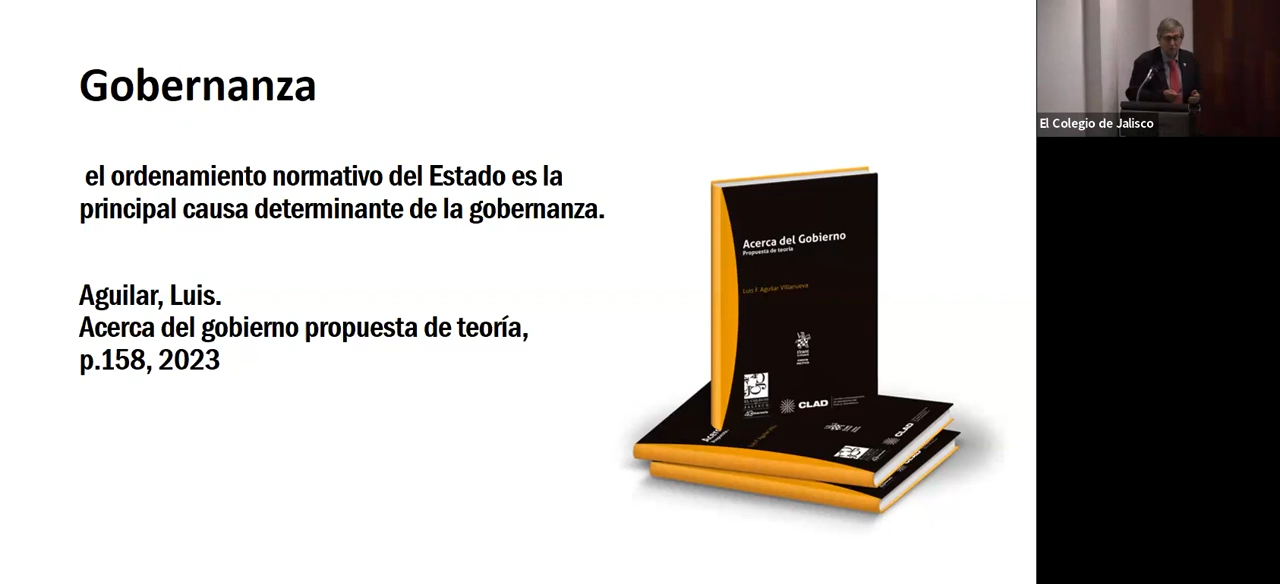 Gobernanza
el ordenamiento normativo del Estado es la
principal causa determinante de la gobernanza.
Aguilar, Luis.
Acerca del gobierno propuesta de teoría,
p.158, 2023
Acerca del Gobierno
Propuesta de teoría
Luis F. Aguilar Villanueva
CLAD
CLAD
El Colegio de Jalisco